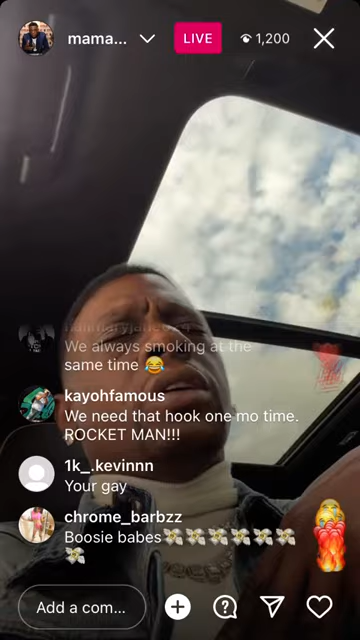 mama...
LIVE
1,200
We always smoking at the
same time 😂
kayohfamous
We need that hook one mo time.
ROCKET MAN!!!
1k_.kevinnn
Your gay
chrome_barbzz
Boosie babes💸💸💸💸💸💸
💸
Add a com...